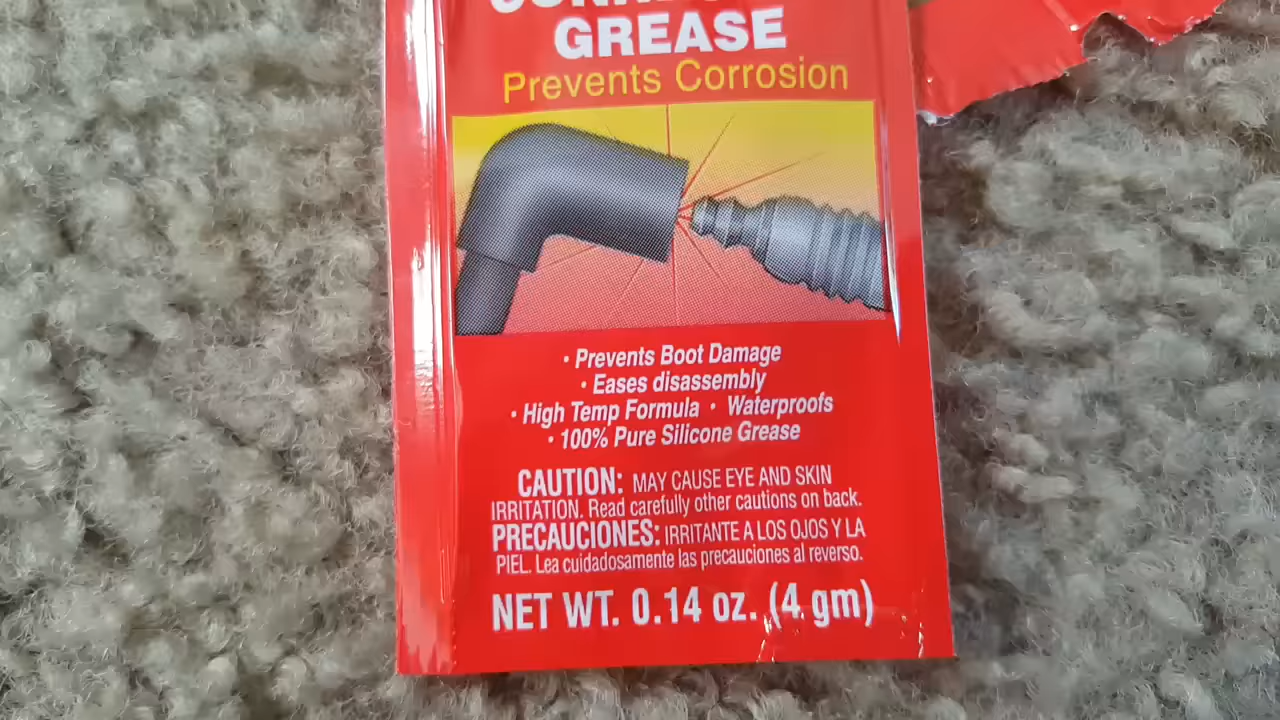 GREASE
Prevents Corrosion
• Prevents Boot Damage
• Eases disassembly
• High Temp Formula • Waterproofs
• 100% Pure Silicone Grease
CAUTION: MAY CAUSE EYE AND SKIN
IRRITATION. Read carefully other cautions on back.
PRECAUCIONES: IRRITANTE A LOS OJOS Y LA
PIEL. Lea cuidadosamente las precauciones al reverso.
NET WT. 0.14 oz. (4 gm)